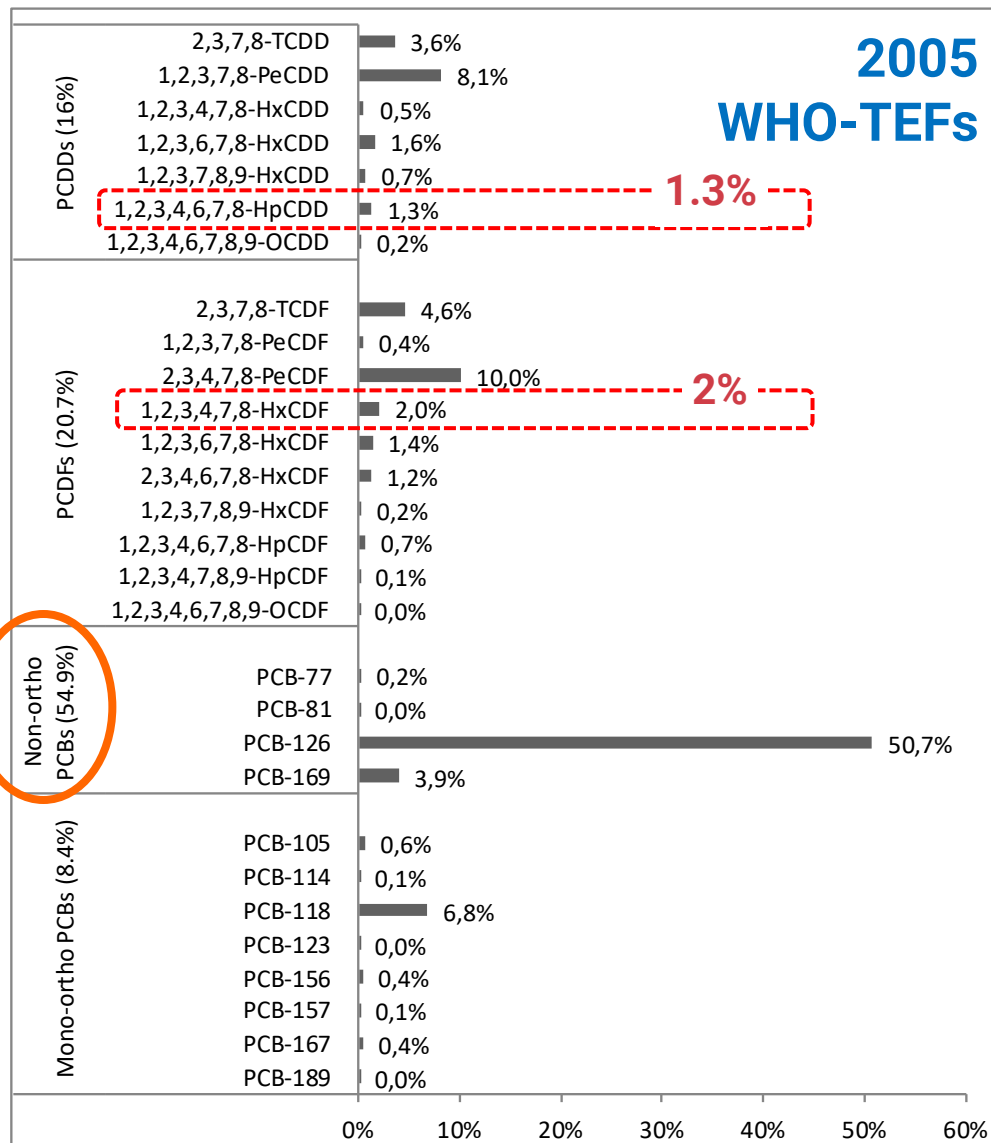 2005
WHO-TEFs
PCDDs (16%)
2,3,7,8-TCDD 3,6%
1,2,3,7,8-PeCDD 8,1%
1,2,3,4,7,8-HxCDD 0,5%
1,2,3,6,7,8-HxCDD 1,6%
1,2,3,7,8,9-HxCDD 0,7%
1.3%
1,2,3,4,6,7,8-HpCDD 1,3%
1,2,3,4,6,7,8,9-OCDD 0,2%
PCDFs (20.7%)
2,3,7,8-TCDF 4,6%
1,2,3,7,8-PeCDF 0,4%
2,3,4,7,8-PeCDF 10,0%
2%
1,2,3,4,7,8-HxCDF 2,0%
1,2,3,6,7,8-HxCDF 1,4%
2,3,4,6,7,8-HxCDF 1,2%
1,2,3,7,8,9-HxCDF 0,2%
1,2,3,4,6,7,8-HpCDF 0,7%
1,2,3,4,7,8,9-HpCDF 0,1%
1,2,3,4,6,7,8,9-OCDF 0,0%
Non-ortho
PCBs (54.9%)
PCB-77 0,2%
PCB-81 0,0%
PCB-126 50,7%
PCB-169 3,9%
Mono-ortho PCBs (8.4%)
PCB-105 0,6%
PCB-114 0,1%
PCB-118 6,8%
PCB-123 0,0%
PCB-156 0,4%
PCB-157 0,1%
PCB-167 0,4%
PCB-189 0,0%
0% 10% 20% 30% 40% 50% 60%